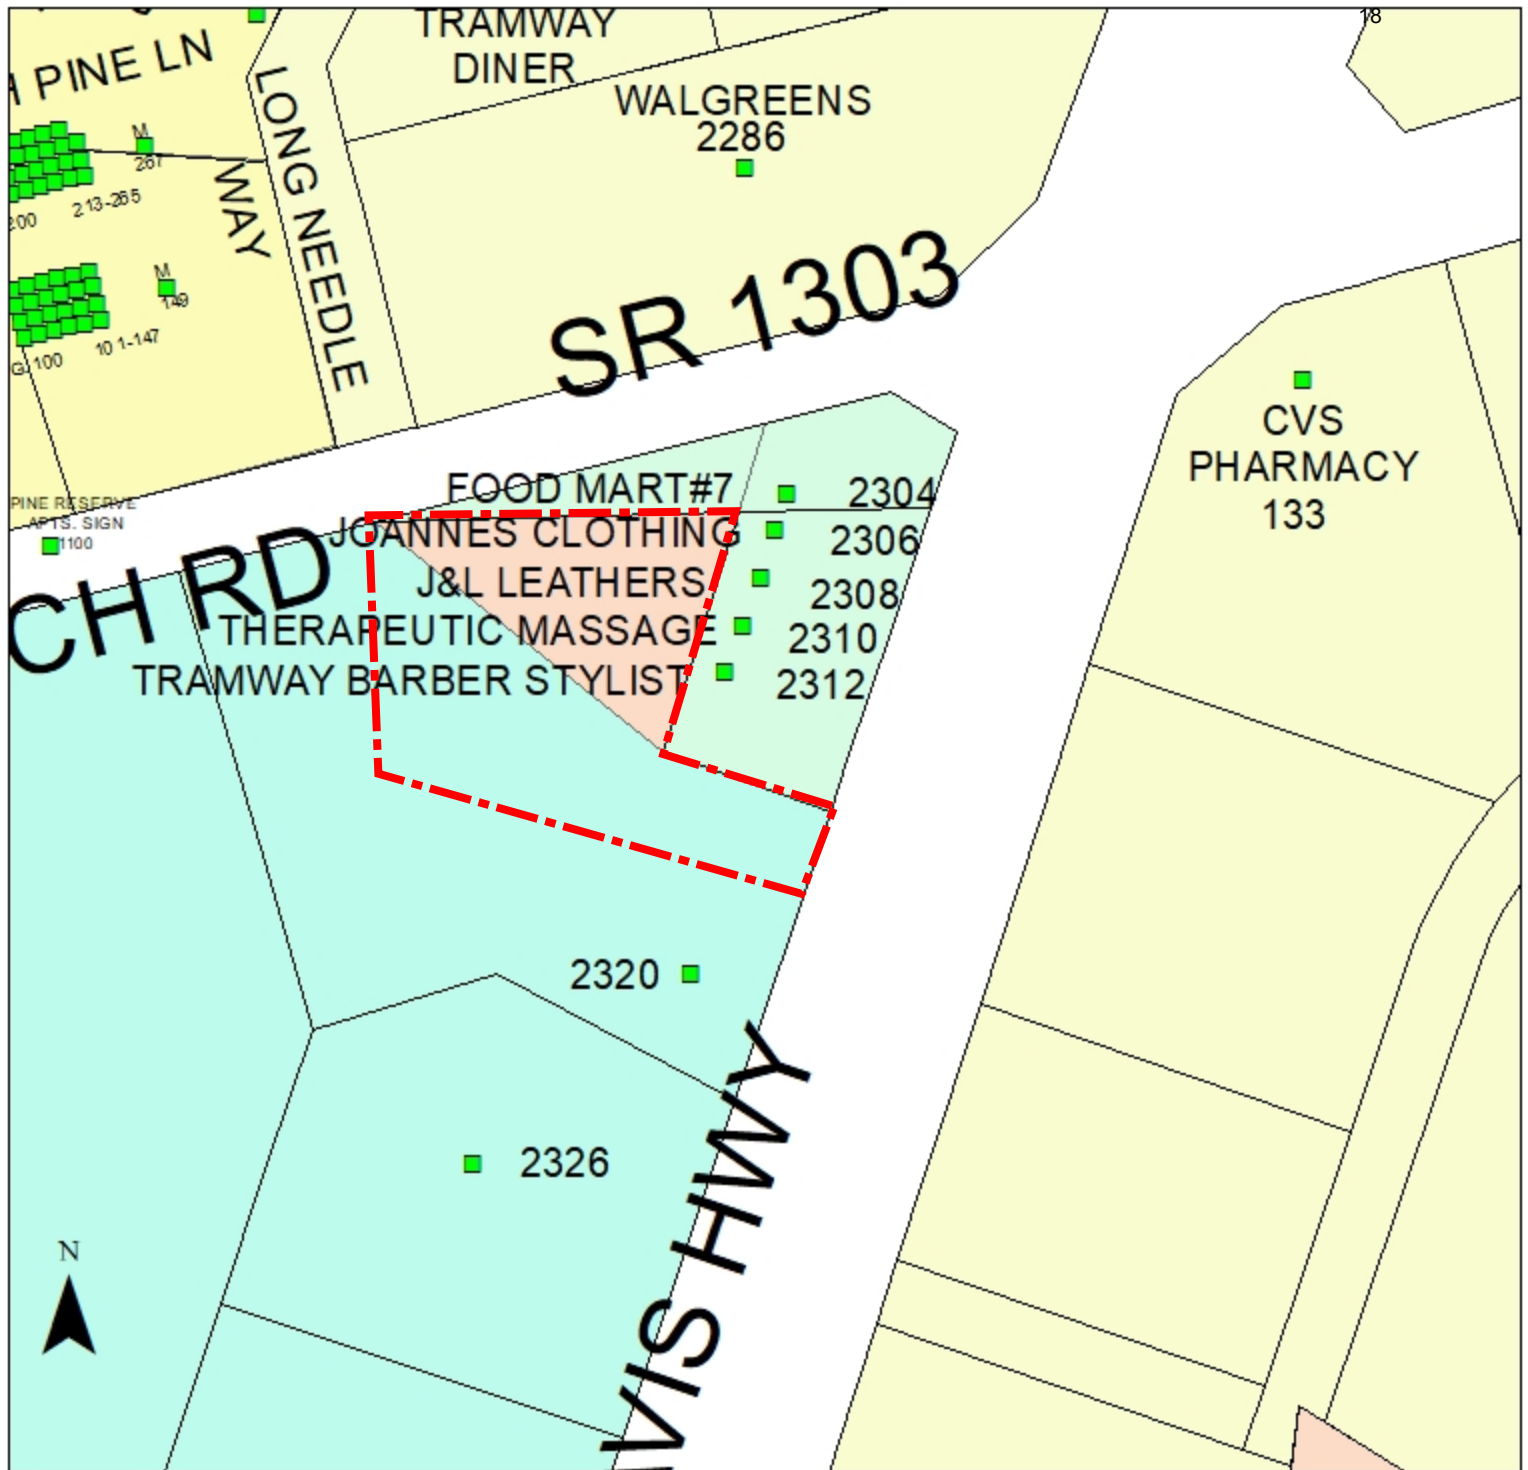 18
TRAMWAY
DINER
PINE LN
WALGREENS
2286
LONG NEEDLE
WAY
M
267
213-265
200
M
149
101-147
100
SR 1303
CVS
PHARMACY
133
PINE RESERVE
APTS. SIGN
1100
CH RD
FOOD MART#7
2304
JOANNES CLOTHING
2306
J&L LEATHERS
2308
THERAPEUTIC MASSAGE
2310
TRAMWAY BARBER STYLIST
2312
2320
2326
VIS HWY
N